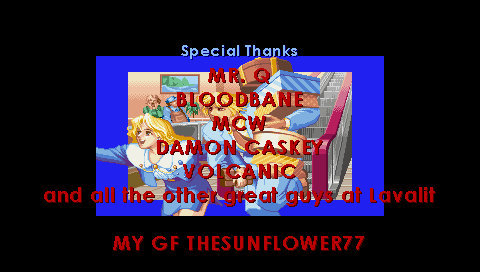 Special Thanks
MR. Q
BLOODBANE
MCW
DAMON CASKEY
VOLCANIC
and all the other great guys at Lavalit
MY GF THESUNFLOWER77